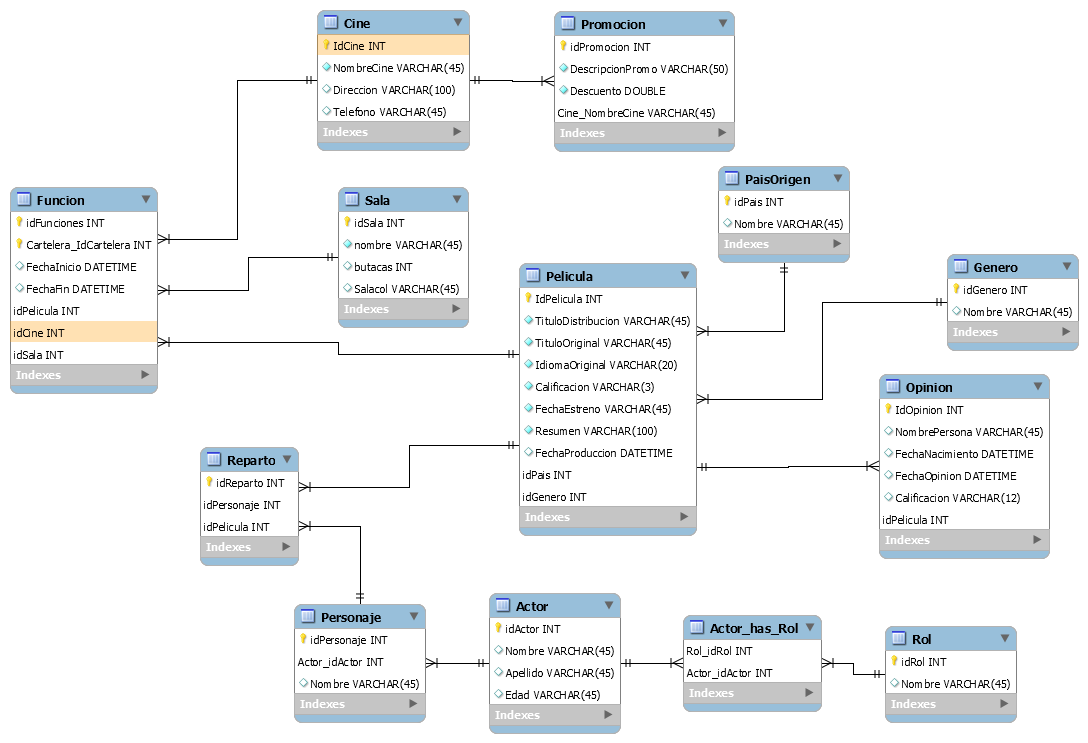 Cine
IdCine INT
NombreCine VARCHAR(45)
Direccion VARCHAR(100)
Telefono VARCHAR(45)
Indexes
Promocion
idPromocion INT
DescripcionPromo VARCHAR(50)
Descuento DOUBLE
Cine_NombreCine VARCHAR(45)
Indexes
Funcion
idFunciones INT
Cartelera_IdCartelera INT
FechaInicio DATETIME
FechaFin DATETIME
idPelicula INT
idCine INT
idSala INT
Indexes
Sala
idSala INT
nombre VARCHAR(45)
butacas INT
Salacol VARCHAR(45)
Indexes
PaisOrigen
idPais INT
Nombre VARCHAR(45)
Indexes
Pelicula
IdPelicula INT
TituloDistribucion VARCHAR(45)
TituloOriginal VARCHAR(45)
IdiomaOriginal VARCHAR(20)
Calificacion VARCHAR(3)
FechaEstreno VARCHAR(45)
Resumen VARCHAR(100)
FechaProduccion DATETIME
idPais INT
idGenero INT
Indexes
Genero
idGenero INT
Nombre VARCHAR(45)
Indexes
Opinion
IdOpinion INT
NombrePersona VARCHAR(45)
FechaNacimiento DATETIME
FechaOpinion DATETIME
Calificacion VARCHAR(12)
idPelicula INT
Indexes
Reparto
idReparto INT
idPersonaje INT
idPelicula INT
Indexes
Personaje
idPersonaje INT
Actor_idActor INT
Nombre VARCHAR(45)
Indexes
Actor
idActor INT
Nombre VARCHAR(45)
Apellido VARCHAR(45)
Edad VARCHAR(45)
Indexes
Actor_has_Rol
Rol_idRol INT
Actor_idActor INT
Indexes
Rol
idRol INT
Nombre VARCHAR(45)
Indexes